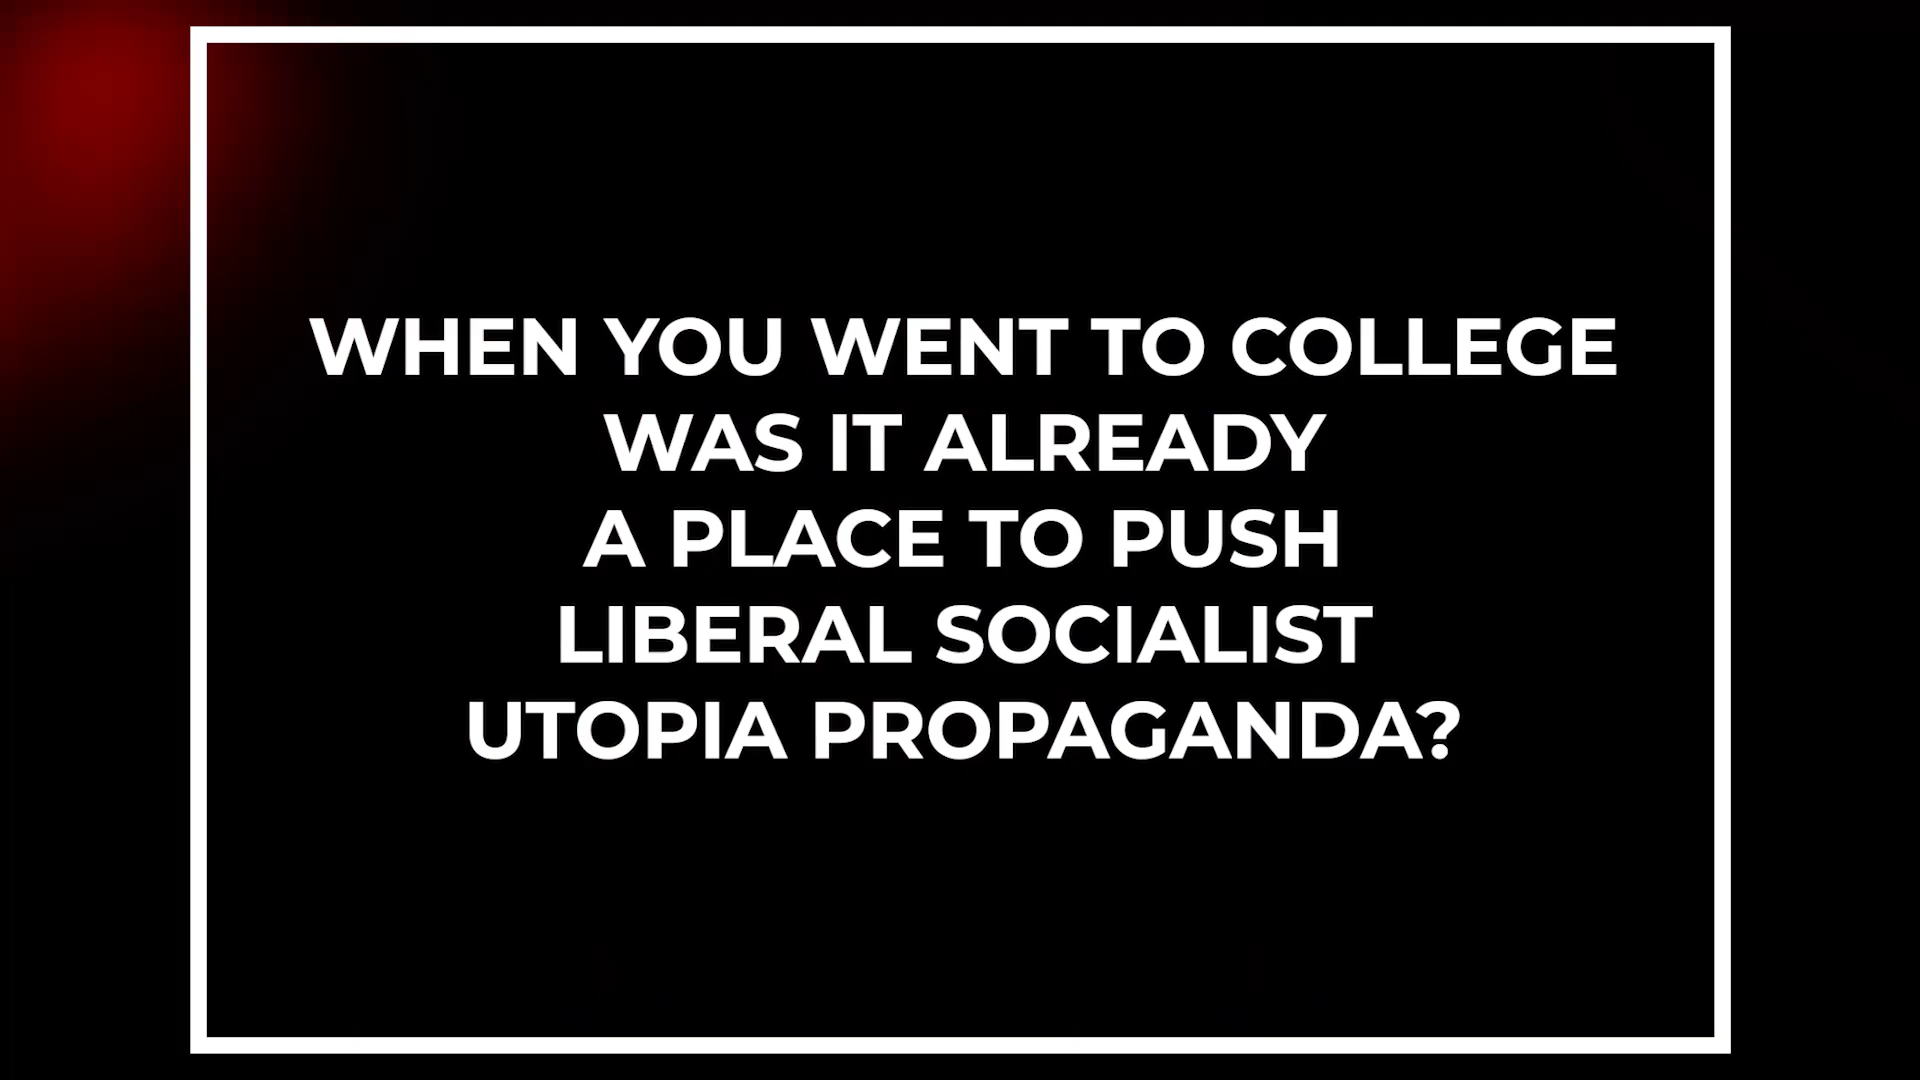 WHEN YOU WENT TO COLLEGE
WAS IT ALREADY
A PLACE TO PUSH
LIBERAL SOCIALIST
UTOPIA PROPAGANDA?